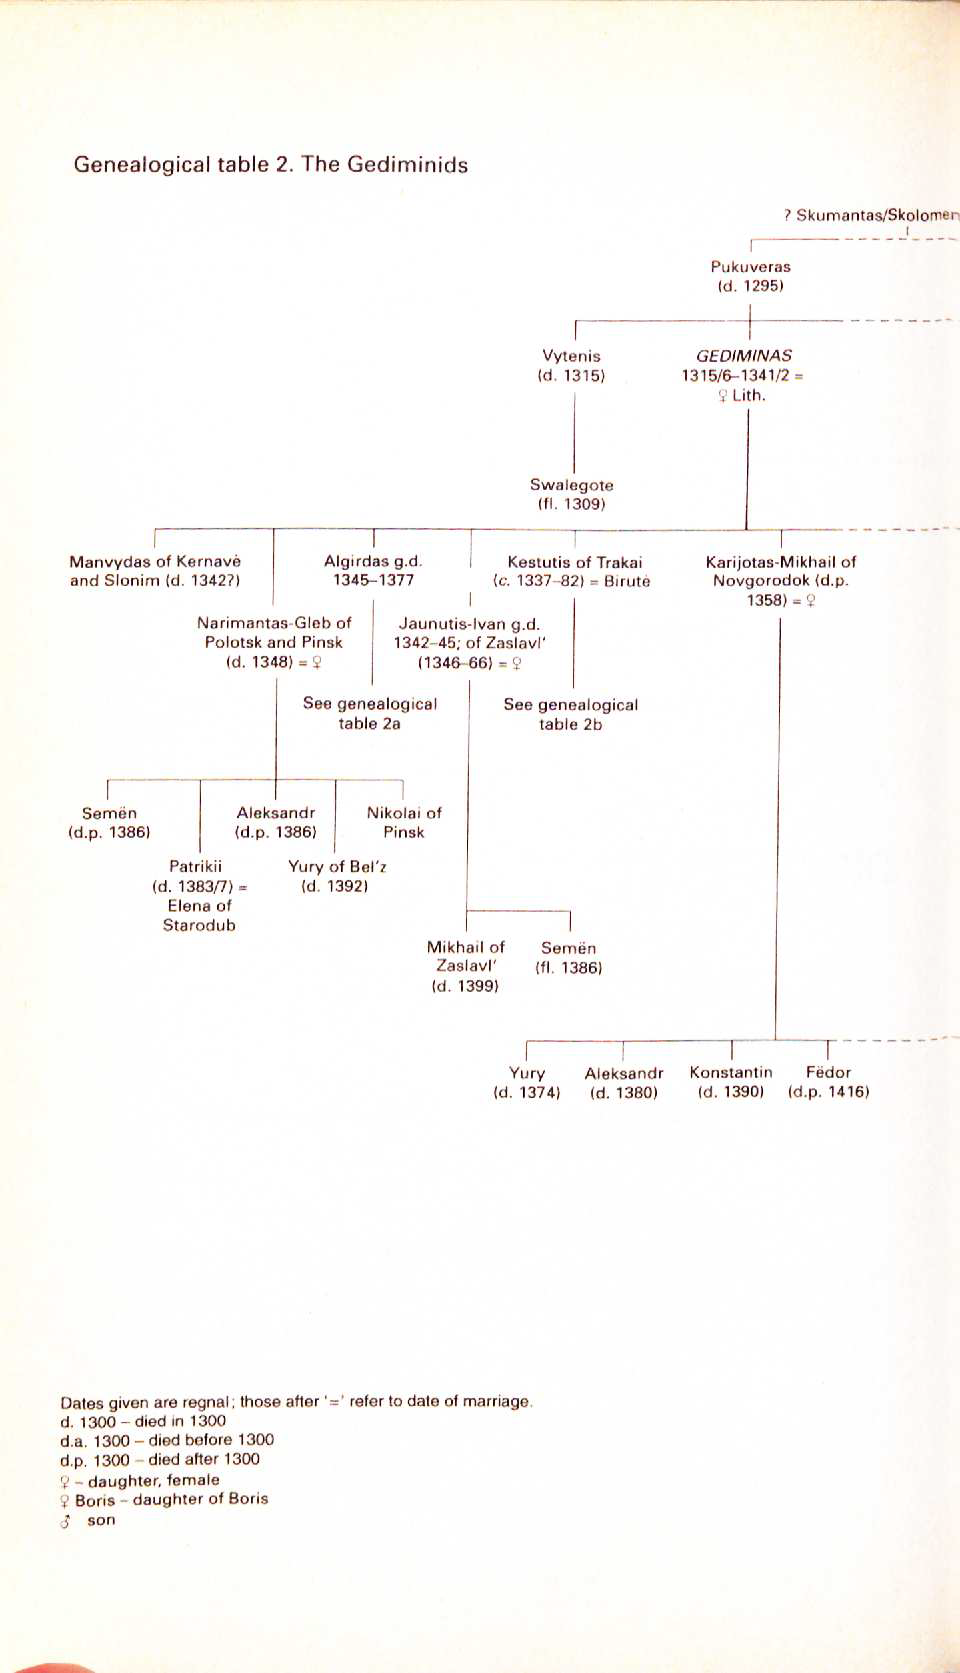 Genealogical table 2. The Gediminids
? Skumantas/Skolomen
Pukuveras
(d. 1295)
Vytenis
(d. 1315)
GEDIMINAS
1315/6–1341/2 =
♀ Lith.
Swalegote
(fl. 1309)
Manvydas of Kernavė
and Slonim (d. 1342?)
Algirdas g.d.
1345–1377
Kestutis of Trakai
(c. 1337–82) = Birutė
Karijotas-Mikhail of
Novgorodok (d.p.
1358) = ♀
Narimantas-Gleb of
Polotsk and Pinsk
(d. 1348) = ♀
Jaunutis-Ivan g.d.
1342–45; of Zaslavl′
(1346–66) = ♀
See genealogical
table 2a
See genealogical
table 2b
Semën
(d.p. 1386)
Aleksandr
(d.p. 1386)
Nikolai of
Pinsk
Patrikii
(d. 1383/7) =
Elena of
Starodub
Yury of Bel′z
(d. 1392)
Mikhail of
Zaslavl′
(d. 1399)
Semën
(fl. 1386)
Yury
(d. 1374)
Aleksandr
(d. 1380)
Konstantin
(d. 1390)
Fëdor
(d.p. 1416)
Dates given are regnal; those after '=' refer to date of marriage.
d. 1300 – died in 1300
d.a. 1300 – died before 1300
d.p. 1300 – died after 1300
♀ – daughter, female
♀ Boris – daughter of Boris
♂ son